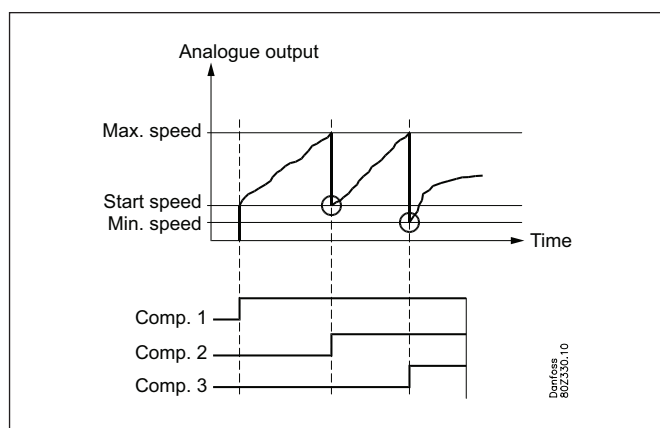 Analogue output
Max. speed
Start speed
Min. speed
Time
Comp. 1
Comp. 2
Comp. 3
Danfoss
80Z330.10